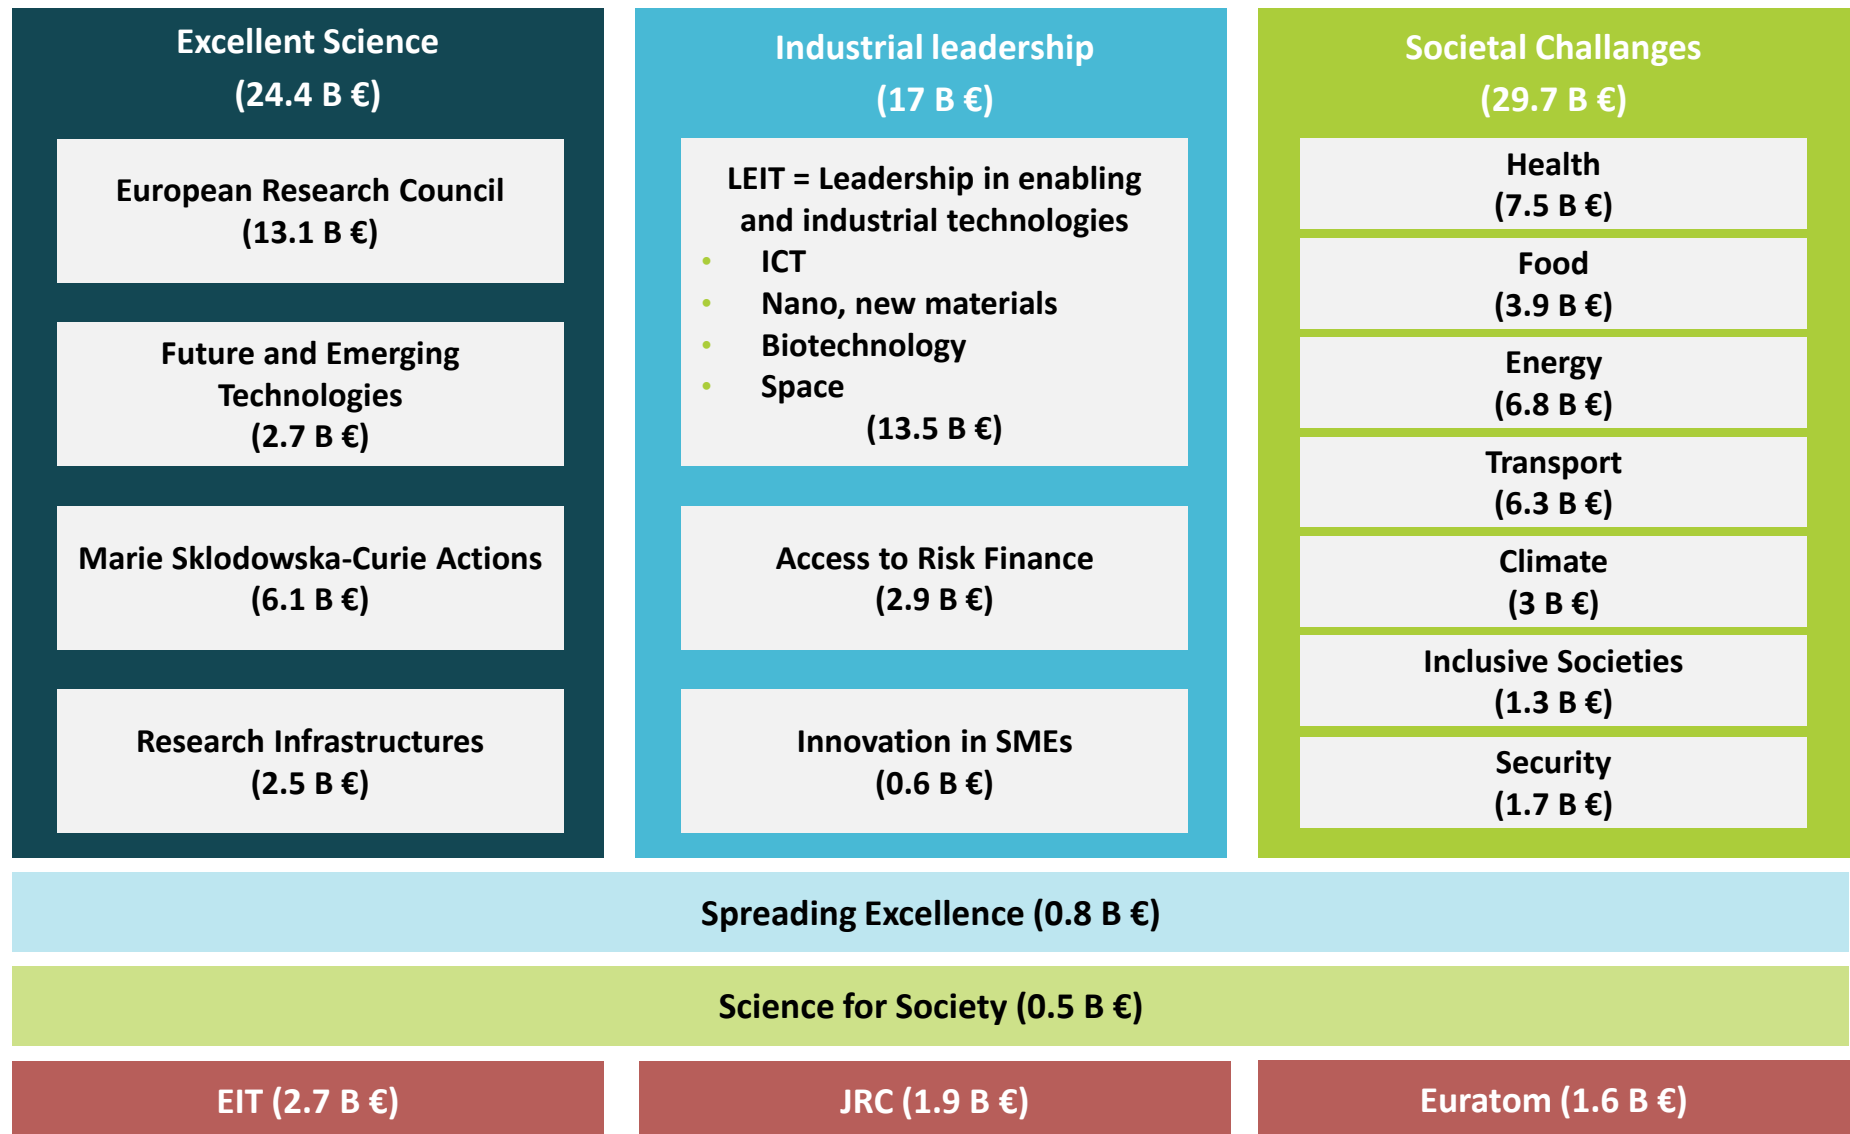 Excellent Science
(24.4 B €)
European Research Council
(13.1 B €)
Future and Emerging
Technologies
(2.7 B €)
Marie Sklodowska-Curie Actions
(6.1 B €)
Research Infrastructures
(2.5 B €)
Industrial leadership
(17 B €)
LEIT = Leadership in enabling
and industrial technologies
• ICT
• Nano, new materials
• Biotechnology
• Space
(13.5 B €)
Access to Risk Finance
(2.9 B €)
Innovation in SMEs
(0.6 B €)
Societal Challanges
(29.7 B €)
Health
(7.5 B €)
Food
(3.9 B €)
Energy
(6.8 B €)
Transport
(6.3 B €)
Climate
(3 B €)
Inclusive Societies
(1.3 B €)
Security
(1.7 B €)
Spreading Excellence (0.8 B €)
Science for Society (0.5 B €)
EIT (2.7 B €)
JRC (1.9 B €)
Euratom (1.6 B €)